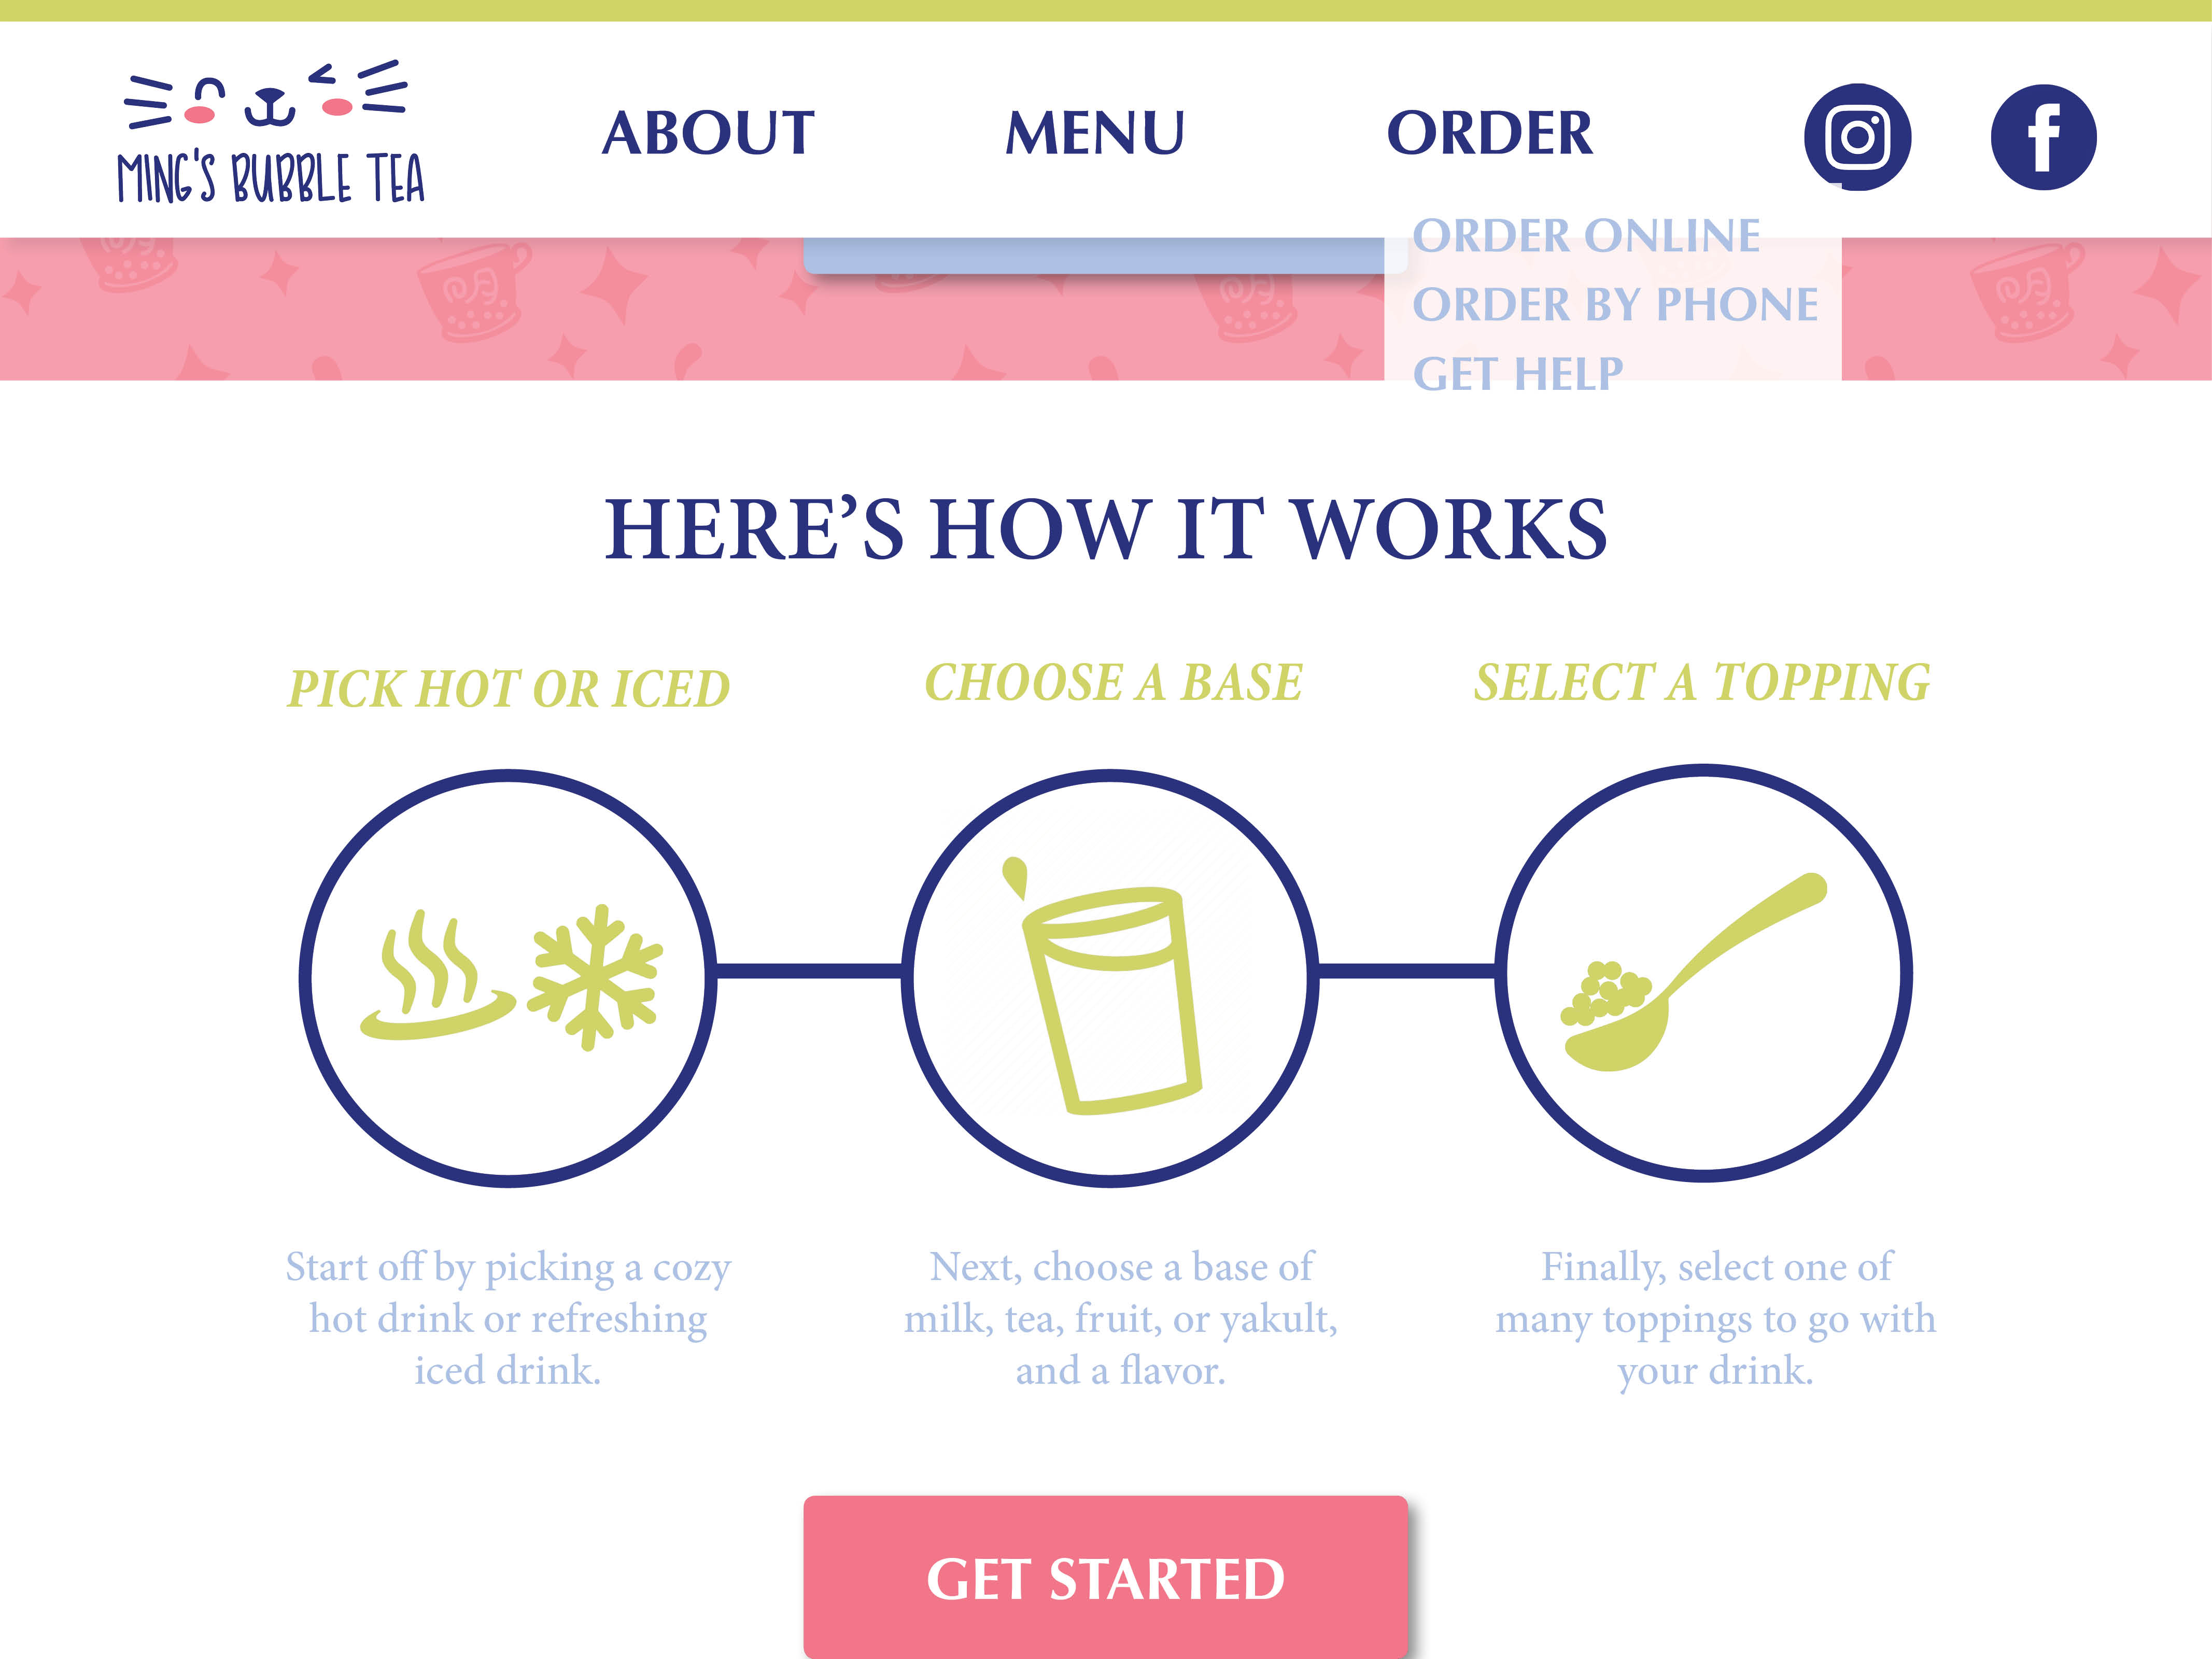 MING'S BUBBLE TEA
ABOUT
MENU
ORDER
ORDER ONLINE
ORDER BY PHONE
GET HELP
HERE’S HOW IT WORKS
PICK HOT OR ICED
CHOOSE A BASE
SELECT A TOPPING
Start off by picking a cozy
hot drink or refreshing
iced drink.
Next, choose a base of
milk, tea, fruit, or yakult,
and a flavor.
Finally, select one of
many toppings to go with
your drink.
GET STARTED